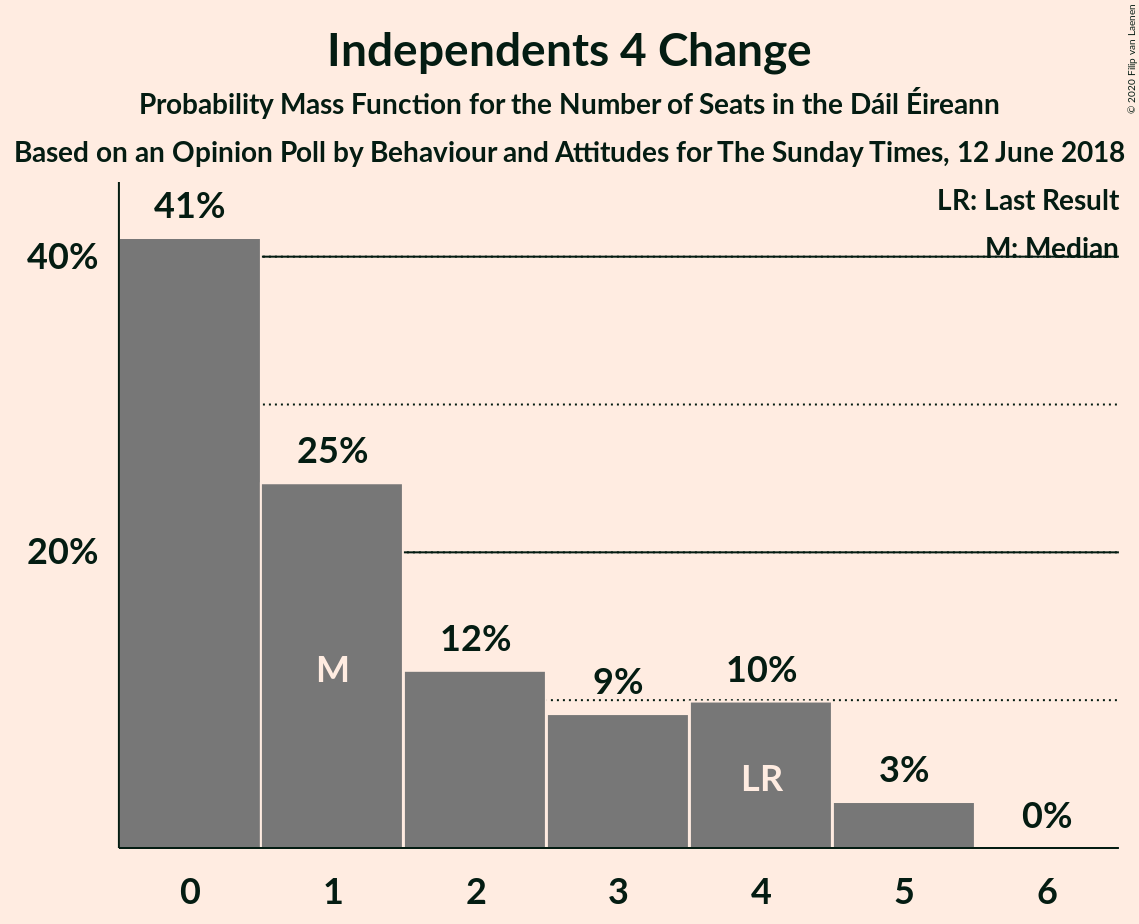 Independents 4 Change
Probability Mass Function for the Number of Seats in the Dáil Éireann
Based on an Opinion Poll by Behaviour and Attitudes for The Sunday Times, 12 June 2018
© 2020 Filip van Laenen
LR: Last Result
M: Median
41%
40%
25%
20%
12%
10%
9%
3%
0%
M
LR
0 1 2 3 4 5 6